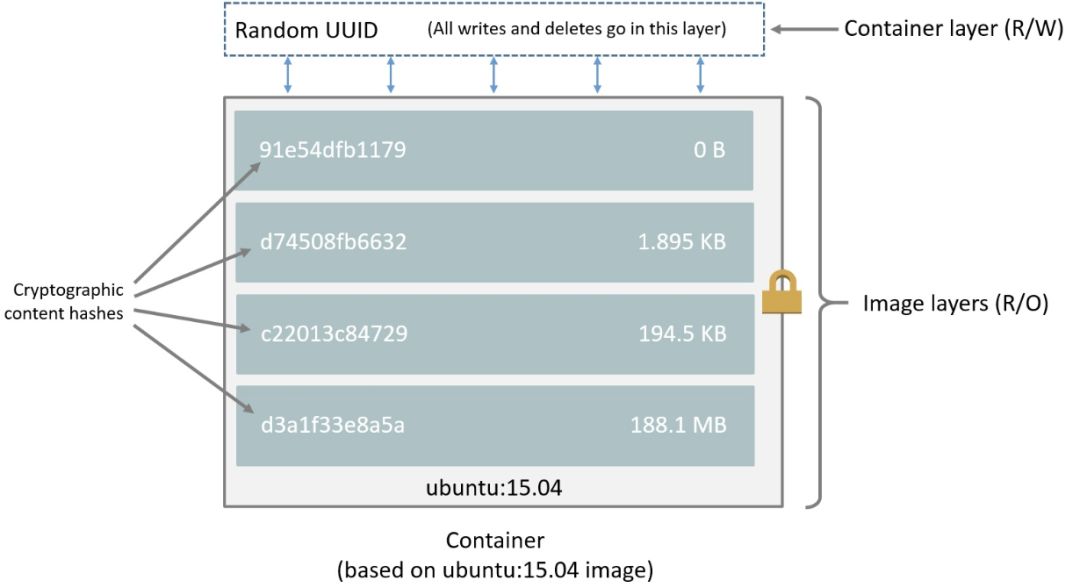 Random UUID (All writes and deletes go in this layer)
Container layer (R/W)
91e54dfb1179 0 B
d74508fb6632 1.895 KB
Cryptographic
content hashes
c22013c84729 194.5 KB
Image layers (R/O)
d3a1f33e8a5a 188.1 MB
ubuntu:15.04
Container
(based on ubuntu:15.04 image)